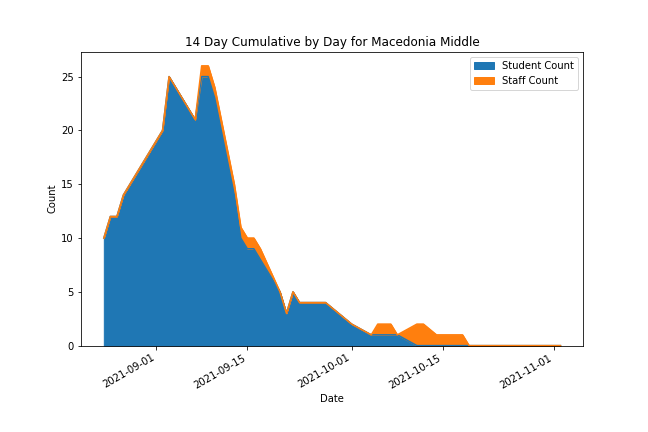 14 Day Cumulative by Day for Macedonia Middle
Student Count
Staff Count
25
20
15
10
5
0
Count
2021-09-01
2021-09-15
2021-10-01
2021-10-15
2021-11-01
Date